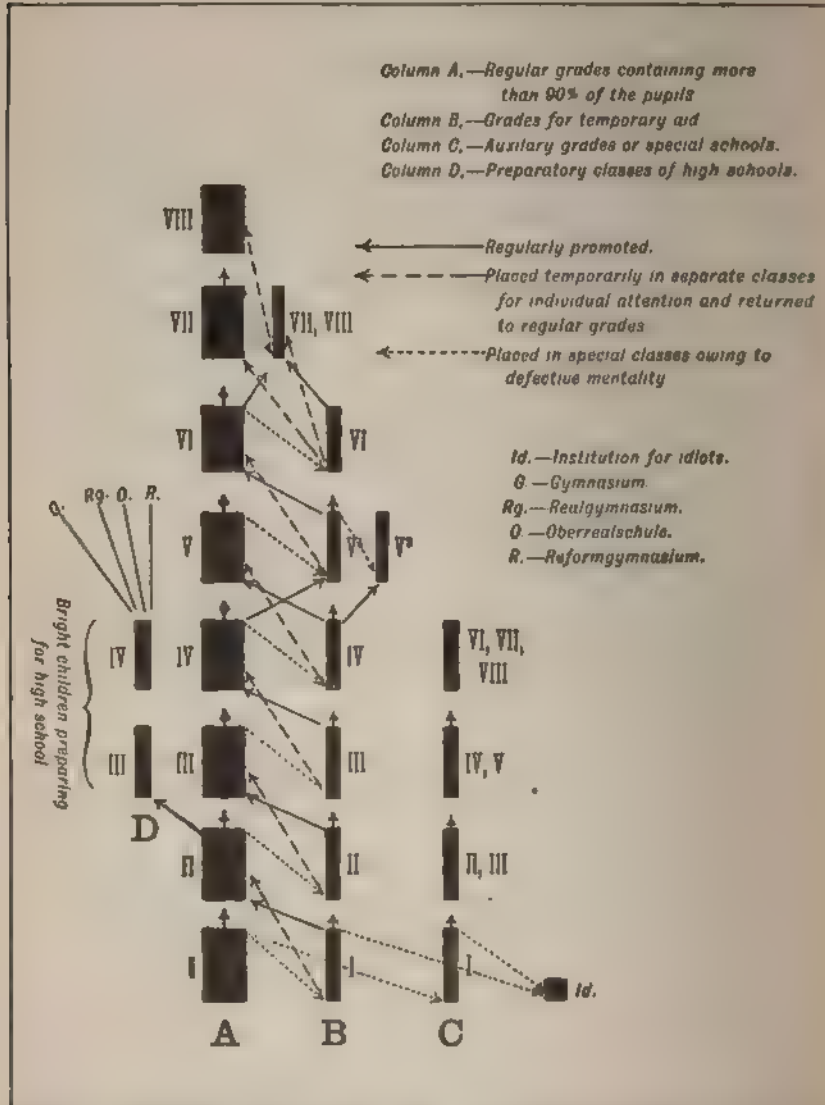 Column A.—Regular grades containing more
than 90% of the pupils
Column B.—Grades for temporary aid
Column C.—Auxilary grades or special schools.
Column D.—Preparatory classes of high schools.
VIII
Regularly promoted.
Placed temporarily in separate classes
for individual attention and returned
to regular grades
Placed in special classes owing to
defective mentality
VII
VII, VIII
VI
VI
Id.—Institution for idiots.
G.—Gymnasium
Rg.—Realgymnasium.
O.—Oberrealschule.
R.—Reformgymnasium.
G. Rg. O. R.
V
V¹
V²
Bright children preparing
for high school
IV
IV
IV
VI, VII,
VIII
III
III
III
IV, V
D
II
II
II, III
I
I
I
Id.
A
B
C